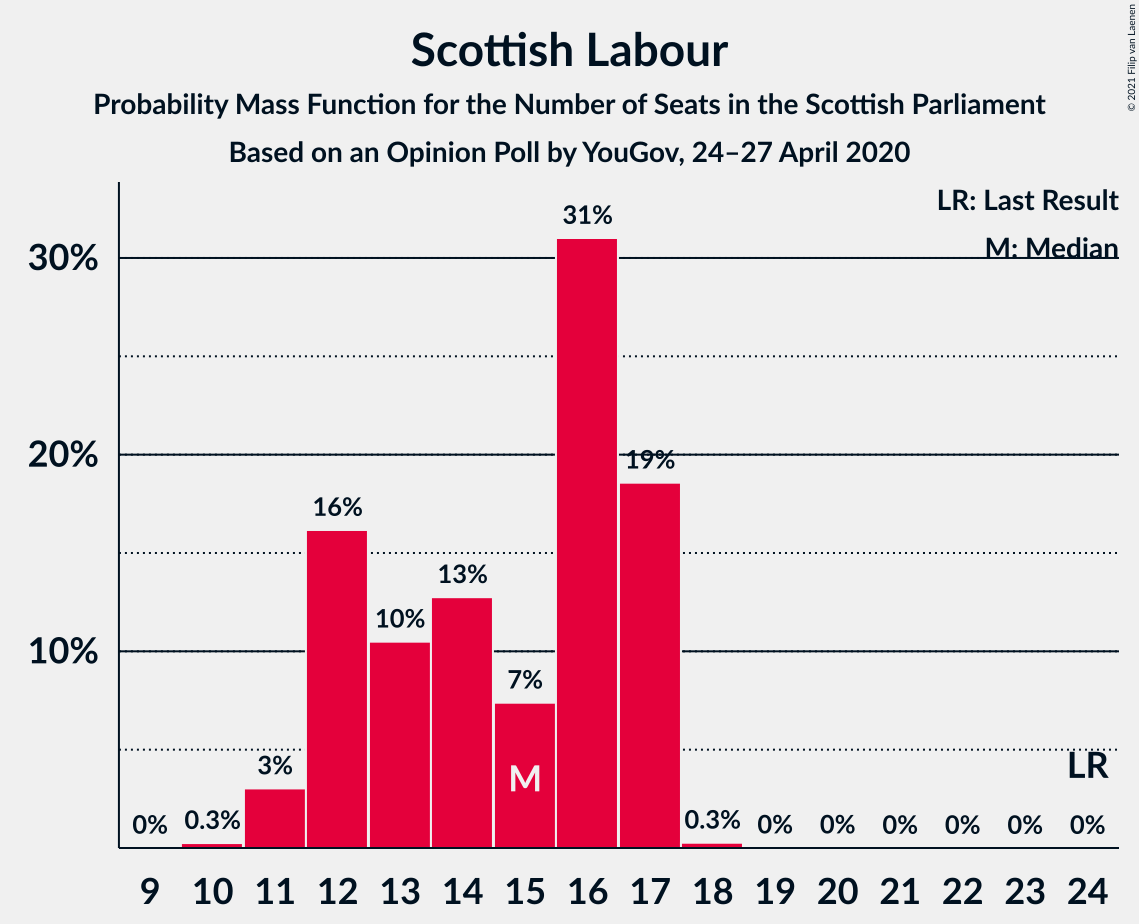 Scottish Labour
Probability Mass Function for the Number of Seats in the Scottish Parliament
Based on an Opinion Poll by YouGov, 24–27 April 2020
© 2021 Filip van Laenen
LR: Last Result
M: Median
30%
20%
10%
0%
0.3%
3%
16%
10%
13%
7%
31%
19%
0.3%
0%
0%
0%
0%
0%
0%
M
LR
9 10 11 12 13 14 15 16 17 18 19 20 21 22 23 24